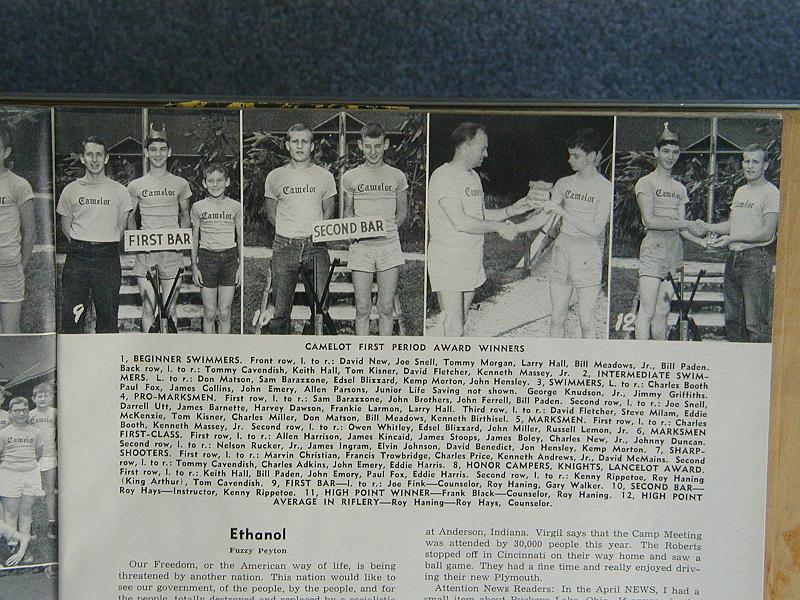 Camelot
Camelot
Camelot
FIRST BAR
9
Camelot
Camelot
SECOND BAR
Camelot
Camelot
Camelot
12
Camelot
CAMELOT FIRST PERIOD AWARD WINNERS
1, BEGINNER SWIMMERS. Front row, l. to r.: David New, Joe Snell, Tommy Morgan, Larry Hall, Bill Meadows, Jr., Bill Paden.
Back row, l. to r.: Tommy Cavendish, Keith Hall, Tom Kisner, David Fletcher, Kenneth Massey, Jr. 2, INTERMEDIATE SWIM-
MERS. L. to r.: Don Matson, Sam Barazzone, Edsel Blizzard, Kemp Morton, John Hensley. 3, SWIMMERS, L. to r.: Charles Booth
Paul Fox, James Collins, John Emery, Allen Parsons, Junior Life Saving not shown. George Knudson, Jr., Jimmy Griffiths.
4, PRO-MARKSMEN. First row, l. to r.: Sam Barazzone, John Brothers, John Ferrell, Bill Paden. Second row, l. to r.: Joe Snell,
Darrell Utt, James Barnette, Harvey Dawson, Frankie Larmon, Larry Hall. Third row, l. to r.: David Fletcher, Steve Milam, Eddie
McKenzie, Tom Kisner, Charles Miller, Don Matson, Bill Meadows, Kenneth Birthisel. 5, MARKSMEN. First row, l. to r.: Charles
Booth, Kenneth Massey, Jr. Second row, l. to r.: Owen Whitley, Edsel Blizzard, John Miller, Russell Lemon, Jr. 6, MARKSMEN
FIRST-CLASS. First row, l. to r.: Allen Harrison, James Kincaid, James Stroops, James Boley, Charles New, Jr., Johnny Duncan.
Second row, l. to r.: Nelson Rucker, Jr., James Ingram, Elvin Johnson, David Benedict, Jon Hensley, Kemp Morton. 7, SHARP-
SHOOTERS. First row, l. to r.: Marvin Christian, Francis Trowbridge, Charles Price, Kenneth Andrews, Jr., David McMains. Second
row, l. to r.: Tommy Cavendish, Charles Adkins, John Emery, Eddie Harris. 8, HONOR CAMPERS, KNIGHTS, LANCELOT AWARD.
First row, l. to r.: Keith Hall, Bill Paden, John Emory, Paul Fox, Eddie Harris. Second row, l. to r.: Kenny Rippetoe, Roy Haning
(King Arthur), Tom Cavendish. 9, FIRST BAR—l. to r.: Joe Fink—Counselor, Roy Haning, Gary Walker. 10, SECOND BAR—
Roy Hays—Instructor, Kenny Rippetoe. 11, HIGH POINT WINNER—Frank Black—Counselor, Roy Haning. 12, HIGH POINT
AVERAGE IN RIFLERY—Roy Haning—Roy Hays, Counselor.
Ethanol
Fuzzy Peyton
Our Freedom, or the American way of life, is being
threatened by another nation. This nation would like to
see our government, of the people, by the people, and for
the people, totally destroyed and replaced by a socialistic
at Anderson, Indiana. Virgil says that the Camp Meeting
was attended by 30,000 people this year. The Roberts
stopped off in Cincinnati on their way home and saw a
ball game. They had a fine time and really enjoyed driv-
ing their new Plymouth.
Attention News Readers: In the April NEWS, I had a
small item about Buckeye Lake, Ohio.